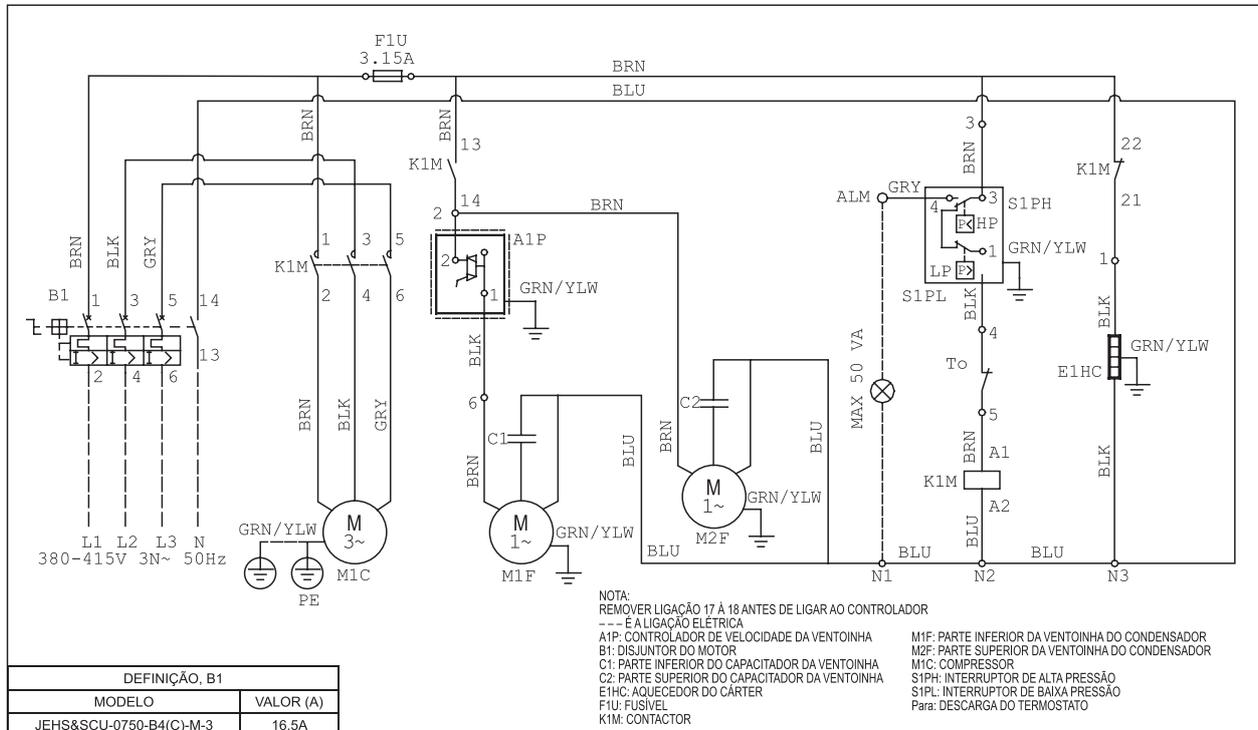 F1U
3.15A
BRN
BLU
BRN
BRN
13
K1M
14
2
BRN
A1P
2
1
GRN/YLW
BLK
6
BRN
C1
M
1~
GRN/YLW
M1F
BRN
BLK
GRY
B1
1
3
5
14
13
2
4
6
L1
L2
L3
N
380-415V 3N~ 50Hz
K1M
1
3
5
2
4
6
BRN
BLK
GRY
M
3~
M1C
GRN/YLW
PE
BLU
BRN
C2
M
1~
GRN/YLW
M2F
BLU
BLU
3
BRN
ALM
GRY
4
3
S1PH
P<
HP
1
GRN/YLW
LP
P>
S1PL
BLK
4
To
5
BRN
A1
K1M
A2
BLU
MAX 50 VA
22
K1M
21
1
BLK
GRN/YLW
E1HC
BLK
BLU
BLU
N1
N2
N3
NOTA:
REMOVER LIGAÇÃO 17 À 18 ANTES DE LIGAR AO CONTROLADOR
--- É A LIGAÇÃO ELÉTRICA
A1P: CONTROLADOR DE VELOCIDADE DA VENTOINHA
B1: DISJUNTOR DO MOTOR
C1: PARTE INFERIOR DO CAPACITADOR DA VENTOINHA
C2: PARTE SUPERIOR DO CAPACITADOR DA VENTOINHA
E1HC: AQUECEDOR DO CÁRTER
F1U: FUSÍVEL
K1M: CONTACTOR
M1F: PARTE INFERIOR DA VENTOINHA DO CONDENSADOR
M2F: PARTE SUPERIOR DA VENTOINHA DO CONDENSADOR
M1C: COMPRESSOR
S1PH: INTERRUPTOR DE ALTA PRESSÃO
S1PL: INTERRUPTOR DE BAIXA PRESSÃO
Para: DESCARGA DO TERMOSTATO
DEFINIÇÃO, B1
MODELO VALOR (A)
JEHS&SCU-0750-B4(C)-M-3 16.5A